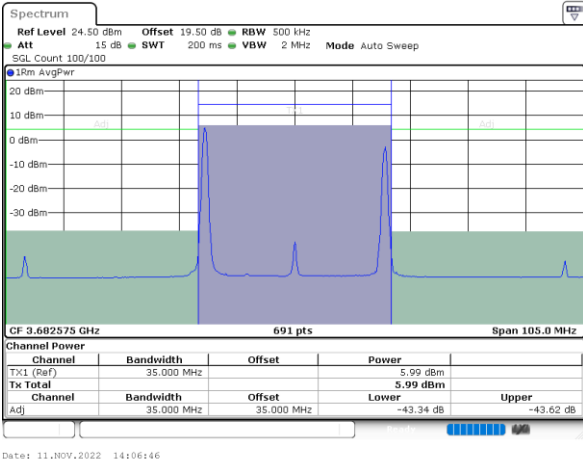 Spectrum
Ref Level 24.50 dBm Offset 19.50 dB RBW 500 kHz
Att 15 dB SWT 200 ms VBW 2 MHz Mode Auto Sweep
SGL Count 100/100
1Rm AvgPwr
20 dBm
10 dBm
Adj Tx1 Adj
0 dBm
-10 dBm
-20 dBm
-30 dBm
CF 3.682575 GHz 691 pts Span 105.0 MHz
Channel Power
Channel Bandwidth Offset Power
TX1 (Ref) 35.000 MHz 5.99 dBm
Tx Total 5.99 dBm
Channel Bandwidth Offset Lower Upper
Adj 35.000 MHz 35.000 MHz -43.34 dB -43.62 dB
Ready
Date: 11.NOV.2022 14:06:46